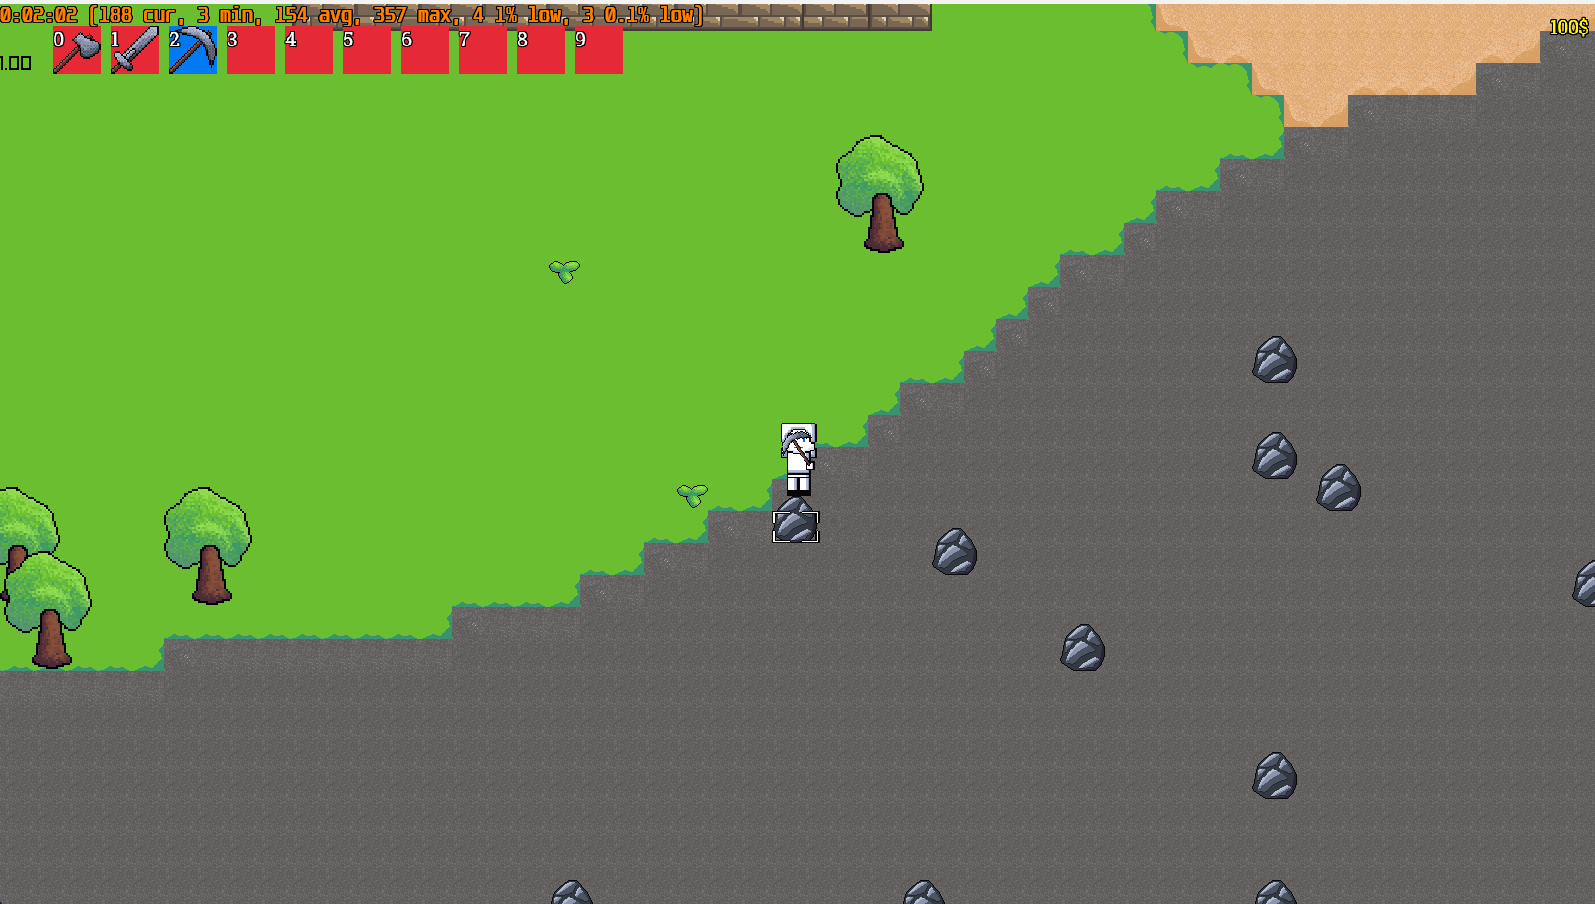 0:02:02 (188 cur, 3 min, 154 avg, 357 max, 4 1% low, 3 0.1% low)
100$
0 1 2 3 4 5 6 7 8 9
1.00